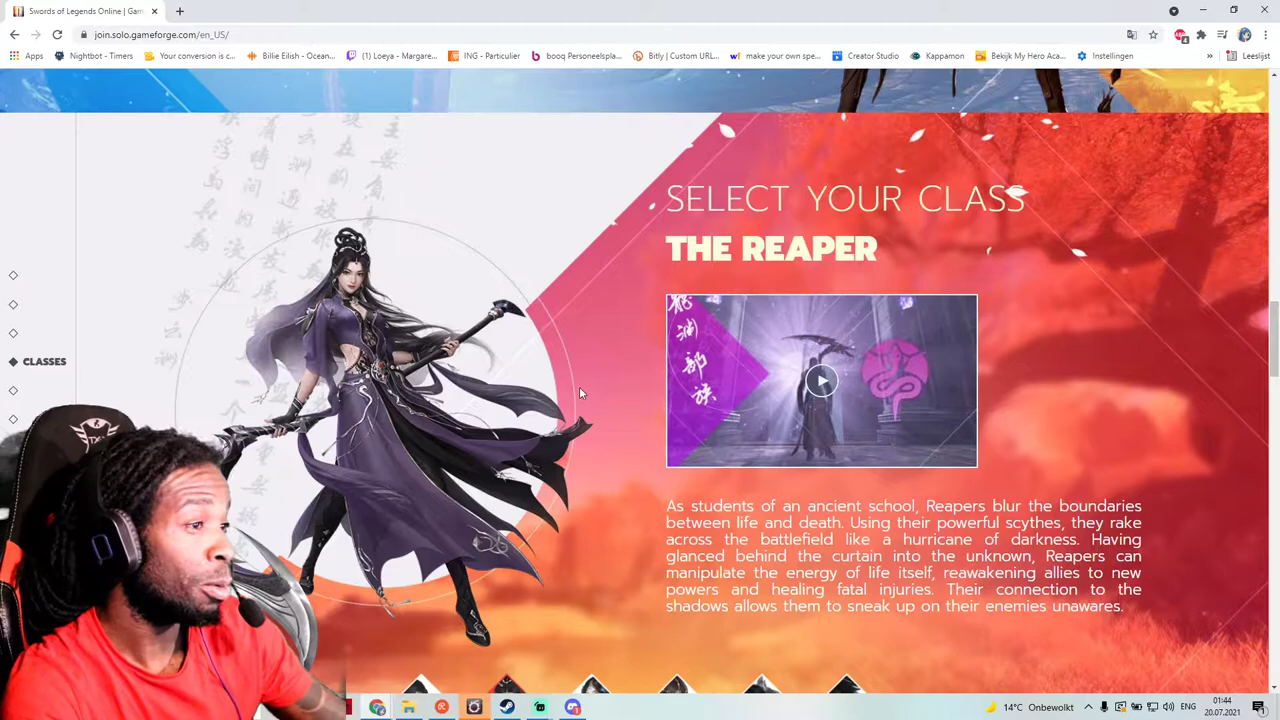 Swords of Legends Online | Gam
join.solo.gameforge.com/en_US/
Apps
Nightbot - Timers
Your conversion is c...
Billie Eilish - Ocean...
(1) Loeya - Margare...
ING - Particulier
booq Personeelspla...
Bitly | Custom URL...
make your own spe...
Creator Studio
Kappamon
Bekijk My Hero Aca...
Instellingen
»
Leeslijst
SELECT YOUR CLASS
THE REAPER
CLASSES
As students of an ancient school, Reapers blur the boundaries
between life and death. Using their powerful scythes, they rake
across the battlefield like a hurricane of darkness. Having
glanced behind the curtain into the unknown, Reapers can
manipulate the energy of life itself, reawakening allies to new
powers and healing fatal injuries. Their connection to the
shadows allows them to sneak up on their enemies unawares.
14°C Onbewolkt
ENG
01:44
20.07.2021